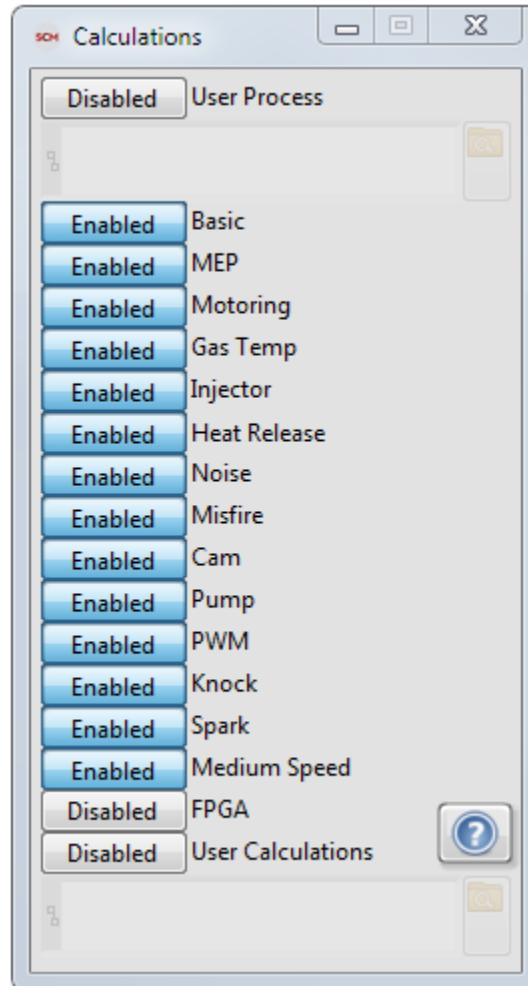 SCM Calculations
Disabled User Process
Enabled Basic
Enabled MEP
Enabled Motoring
Enabled Gas Temp
Enabled Injector
Enabled Heat Release
Enabled Noise
Enabled Misfire
Enabled Cam
Enabled Pump
Enabled PWM
Enabled Knock
Enabled Spark
Enabled Medium Speed
Disabled FPGA
Disabled User Calculations